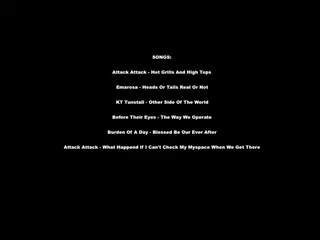 SONGS:
Attack Attack - Hot Grills And High Tops
Emarosa - Heads Or Tails Real Or Not
KT Tunstall - Other Side Of The World
Before Their Eyes - The Way We Operate
Burden Of A Day - Blessed Be Our Ever After
Attack Attack - What Happend If I Can't Check My Myspace When We Get There